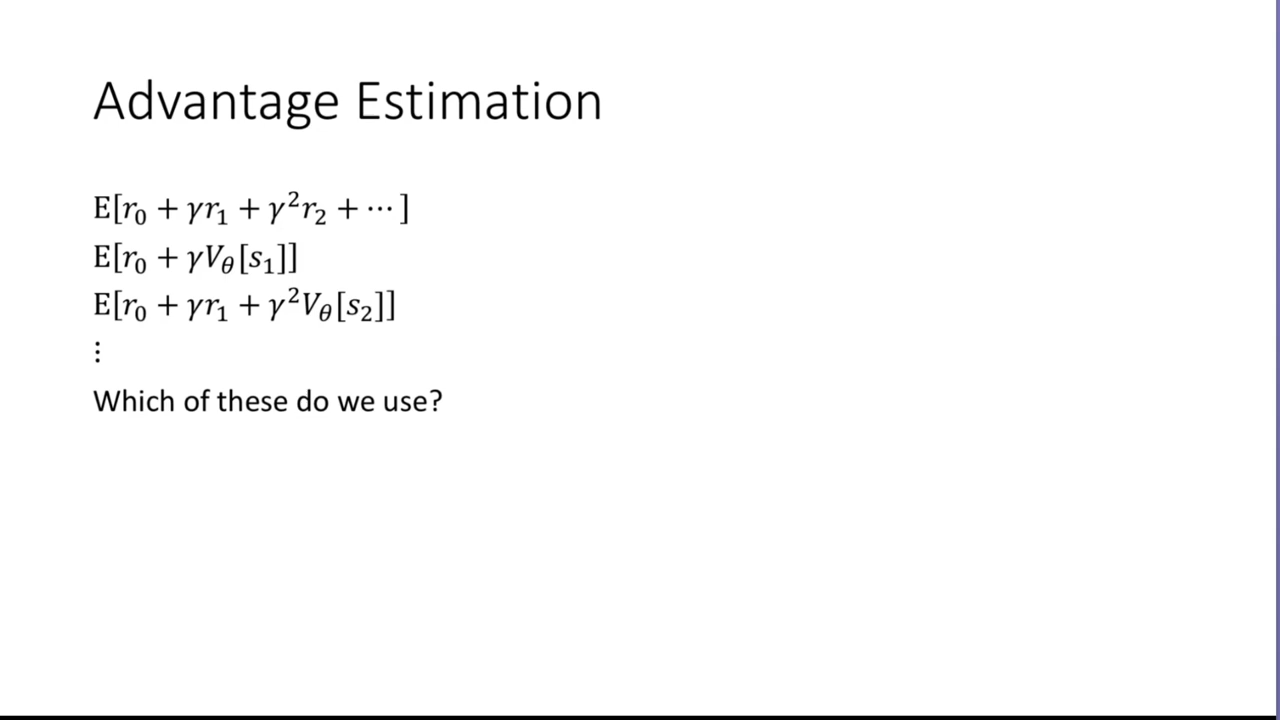 Advantage Estimation
E[𝑟₀ + 𝛾𝑟₁ + 𝛾²𝑟₂ + ⋯ ]
E[𝑟₀ + 𝛾𝑉_𝜃[𝑠₁]]
E[𝑟₀ + 𝛾𝑟₁ + 𝛾²𝑉_𝜃[𝑠₂]]
⋮
Which of these do we use?